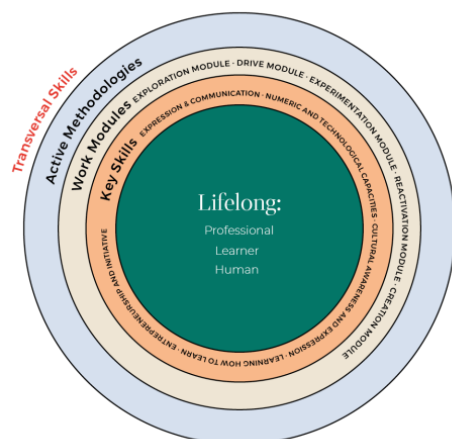 Transversal Skills
Active Methodologies
Work Modules EXPLORATION MODULE · DRIVE MODULE · EXPERIMENTATION MODULE · REACTIVATION MODULE · CREATION MODULE
Key Skills EXPRESSION & COMMUNICATION · NUMERIC AND TECHNOLOGICAL CAPACITIES · CULTURAL AWARENESS AND EXPRESSION · LEARNING HOW TO LEARN · ENTREPRENEURSHIP AND INITIATIVE
Lifelong:
Professional
Learner
Human